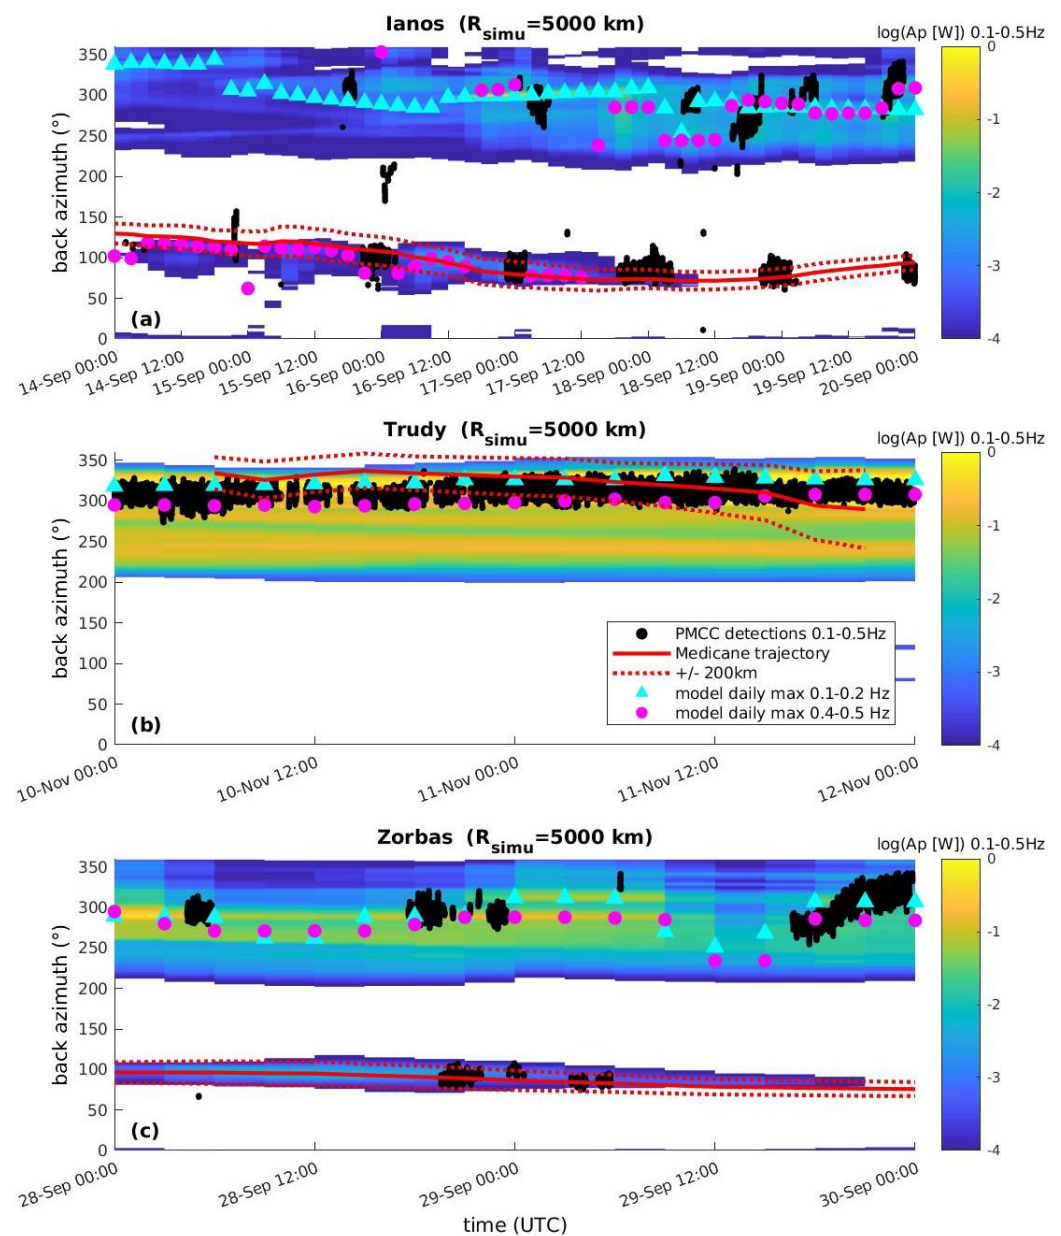 Ianos (Rsimu=5000 km)
log(Ap [W]) 0.1-0.5Hz
back azimuth (°)
350
300
250
200
150
100
50
0
(a)
0
-1
-2
-3
-4
14-Sep 00:00
14-Sep 12:00
15-Sep 00:00
15-Sep 12:00
16-Sep 00:00
16-Sep 12:00
17-Sep 00:00
17-Sep 12:00
18-Sep 00:00
18-Sep 12:00
19-Sep 00:00
19-Sep 12:00
20-Sep 00:00
Trudy (Rsimu=5000 km)
log(Ap [W]) 0.1-0.5Hz
back azimuth (°)
350
300
250
200
150
100
50
0
PMCC detections 0.1-0.5Hz
Medicane trajectory
+/- 200km
model daily max 0.1-0.2 Hz
model daily max 0.4-0.5 Hz
(b)
0
-1
-2
-3
-4
10-Nov 00:00
10-Nov 12:00
11-Nov 00:00
11-Nov 12:00
12-Nov 00:00
Zorbas (Rsimu=5000 km)
log(Ap [W]) 0.1-0.5Hz
back azimuth (°)
350
300
250
200
150
100
50
0
(c)
0
-1
-2
-3
-4
28-Sep 00:00
28-Sep 12:00
29-Sep 00:00
29-Sep 12:00
30-Sep 00:00
time (UTC)